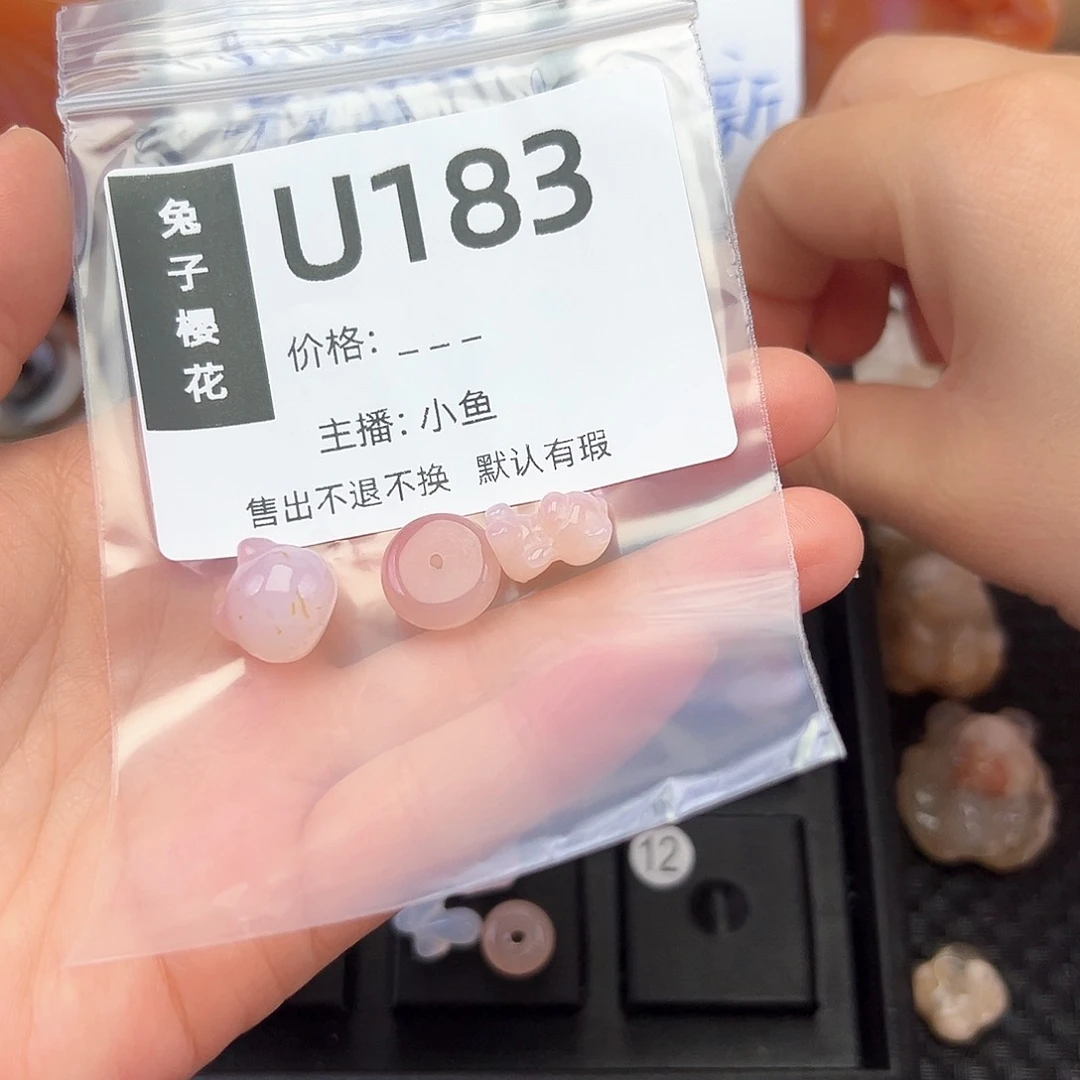 兔子樱花
U183
价格: _ _ _
主播: 小鱼
售出不退不换 默认有瑕
新
12